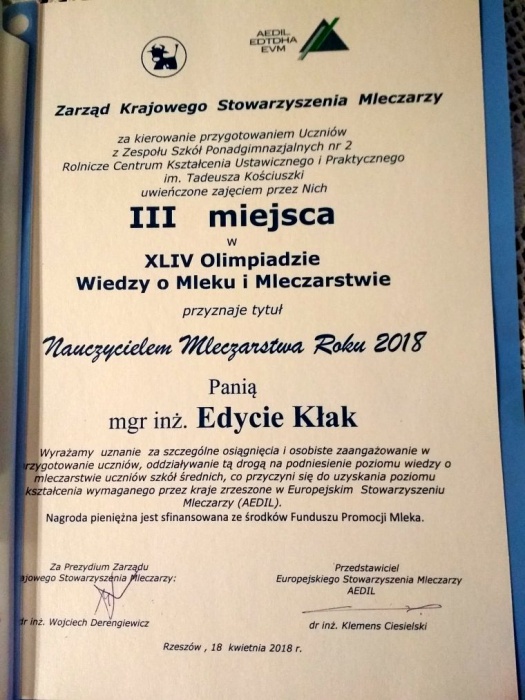 AEDIL
EDTDHA
EVM
Zarząd Krajowego Stowarzyszenia Mleczarzy
za kierowanie przygotowaniem Uczniów
z Zespołu Szkół Ponadgimnazjalnych nr 2
Rolnicze Centrum Kształcenia Ustawicznego i Praktycznego
im. Tadeusza Kościuszki
uwieńczone zajęciem przez Nich
III miejsca
w
XLIV Olimpiadzie
Wiedzy o Mleku i Mleczarstwie
przyznaje tytuł
Nauczycielem Mleczarstwa Roku 2018
Panią
mgr inż. Edycie Kłak
Wyrażamy uznanie za szczególne osiągnięcia i osobiste zaangażowanie w
rzygotowanie uczniów, oddziaływanie tą drogą na podniesienie poziomu wiedzy o
mleczarstwie uczniów szkół średnich, co przyczyni się do uzyskania poziomu
kształcenia wymaganego przez kraje zrzeszone w Europejskim Stowarzyszeniu
Mleczarzy (AEDIL).
Nagroda pieniężna jest sfinansowana ze środków Funduszu Promocji Mleka.
Za Prezydium Zarządu
ajowego Stowarzyszenia Mleczarzy:
dr inż. Wojciech Derengiewicz
Przedstawiciel
Europejskiego Stowarzyszenia Mleczarzy
AEDIL
dr inż. Klemens Ciesielski
Rzeszów , 18 kwietnia 2018 r.